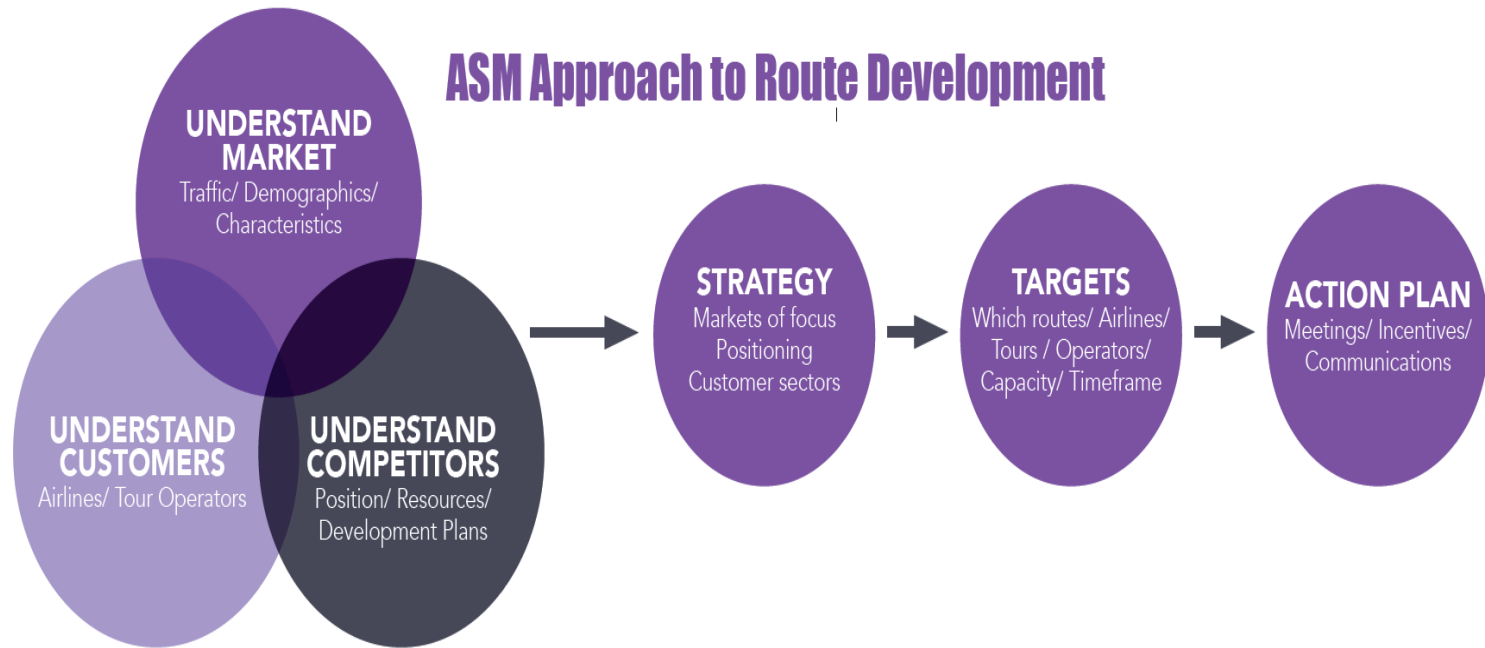 ASM Approach to Route Development
UNDERSTAND
MARKET
Traffic/ Demographics/
Characteristics
UNDERSTAND
CUSTOMERS
Airlines/ Tour Operators
UNDERSTAND
COMPETITORS
Position/ Resources/
Development Plans
STRATEGY
Markets of focus
Positioning
Customer sectors
TARGETS
Which routes/ Airlines/
Tours / Operators/
Capacity/ Timeframe
ACTION PLAN
Meetings/ Incentives/
Communications